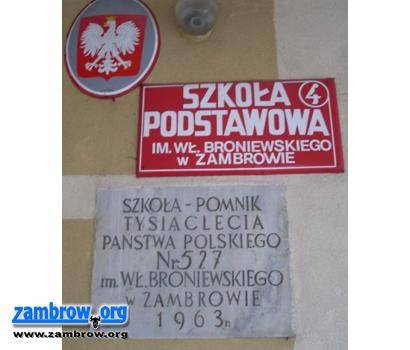 SZKOŁA 4
PODSTAWOWA
IM. WŁ. BRONIEWSKIEGO
w ZAMBROWIE
SZKOŁA - POMNIK
TYSIĄCLECIA
PAŃSTWA POLSKIEGO
Nr 527
im. WŁ. BRONIEWSKIEGO
w ZAMBROWIE
1963 r.
zambrow.org
www.zambrow.org